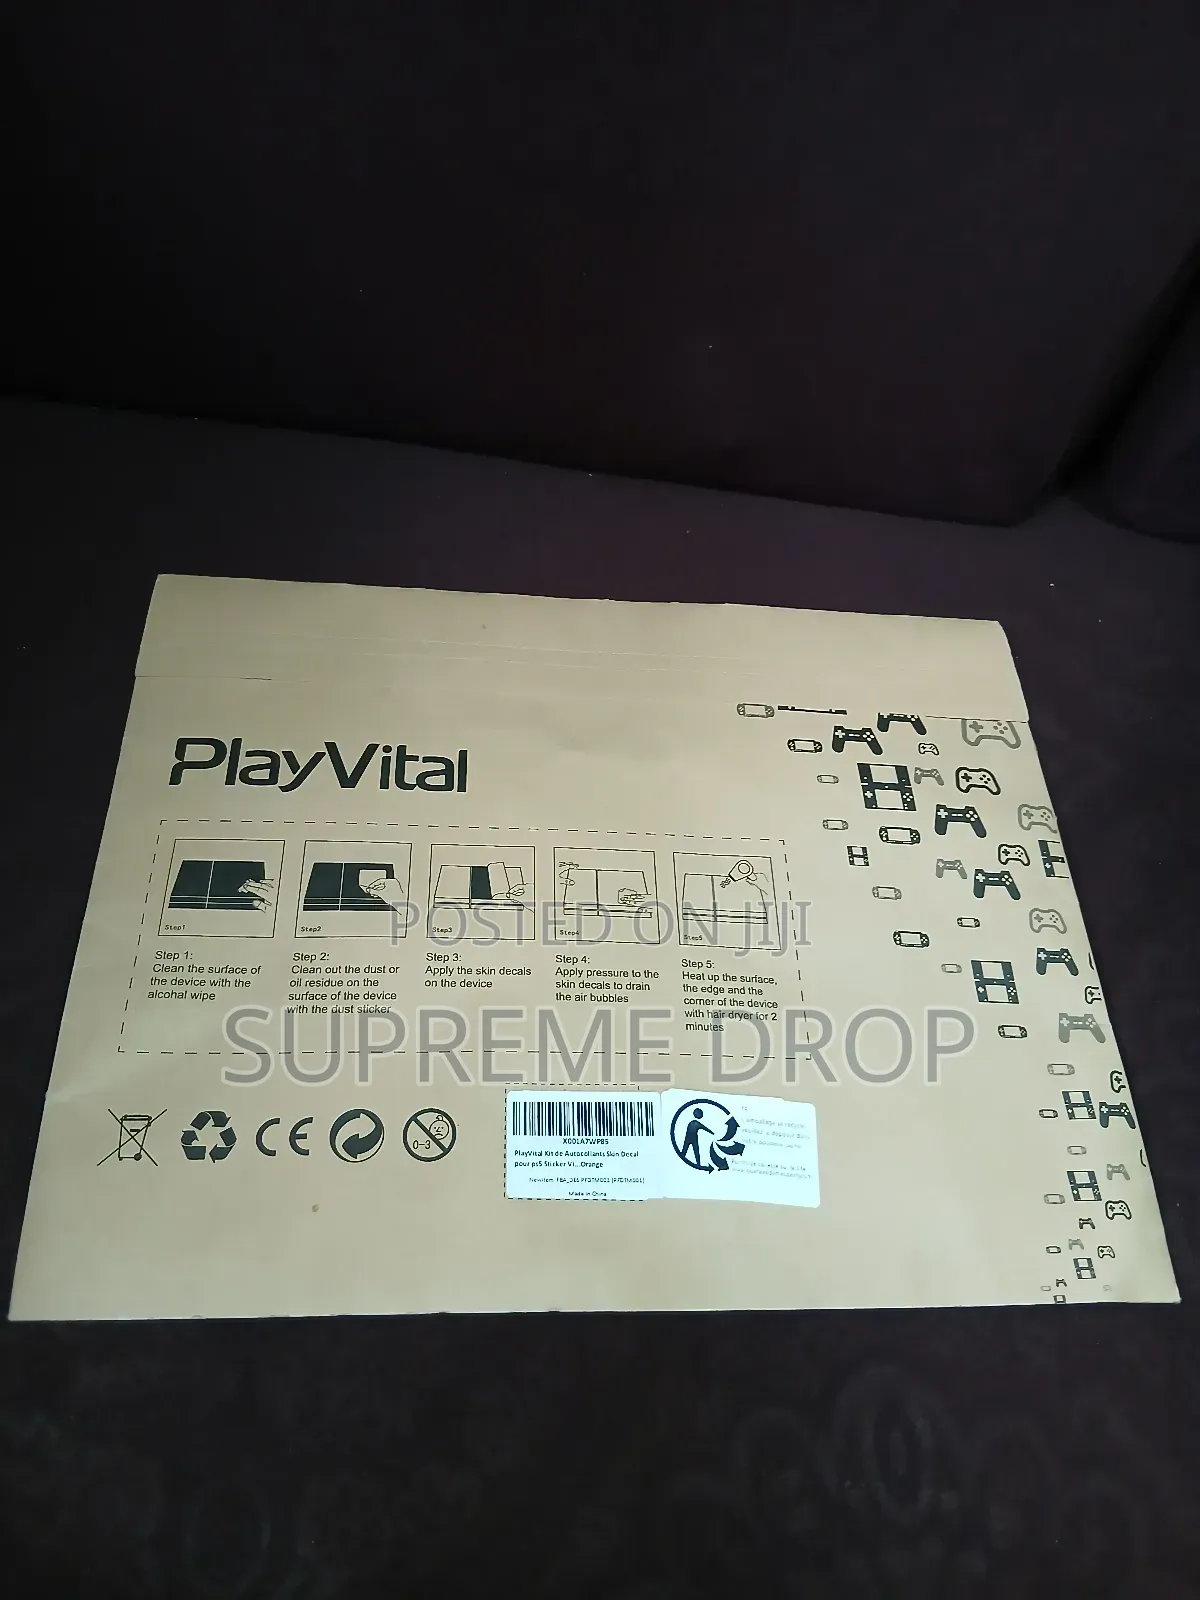 PlayVital
Step1
Step2
Step3
Step4
Step5
Step 1:
Clean the surface of
the device with the
alcohol wipe
Step 2:
Clean out the dust or
oil residue on the
surface of the device
with the dust sticker
Step 3:
Apply the skin decals
on the device
Step 4:
Apply pressure to the
skin decals to drain
the air bubbles
Step 5:
Heat up the surface,
the edge and the
corner of the device
with hair dryer for 2
minutes
POSTED ON JIJI
SUPREME DROP
CE
0-3
X001A7WP85
PlayVital Kit de Autocollants Skin Decal
pour ps5 Sticker Vi...Orange
Made in China